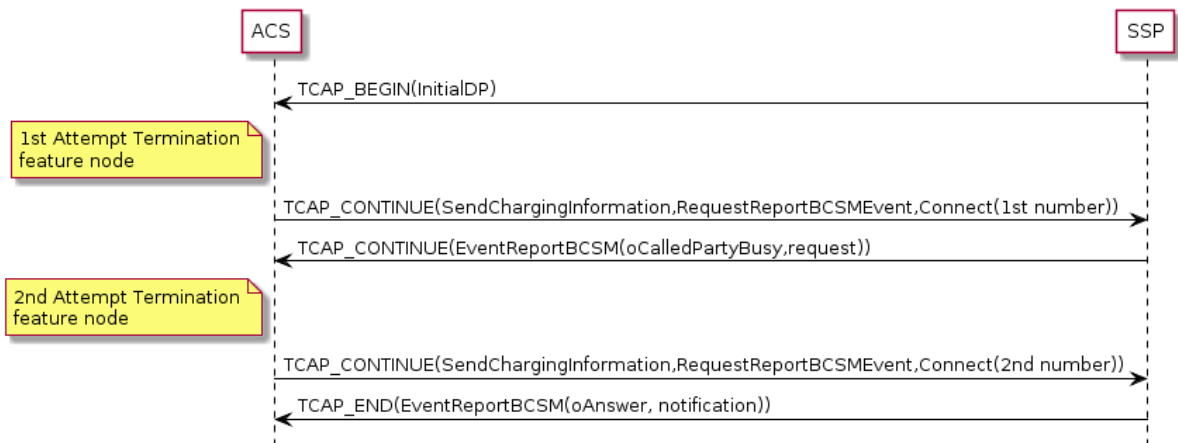 ACS
SSP
TCAP_BEGIN(InitialDP)
1st Attempt Termination
feature node
TCAP_CONTINUE(SendChargingInformation,RequestReportBCSMEvent,Connect(1st number))
TCAP_CONTINUE(EventReportBCSM(oCalledPartyBusy,request))
2nd Attempt Termination
feature node
TCAP_CONTINUE(SendChargingInformation,RequestReportBCSMEvent,Connect(2nd number))
TCAP_END(EventReportBCSM(oAnswer, notification))